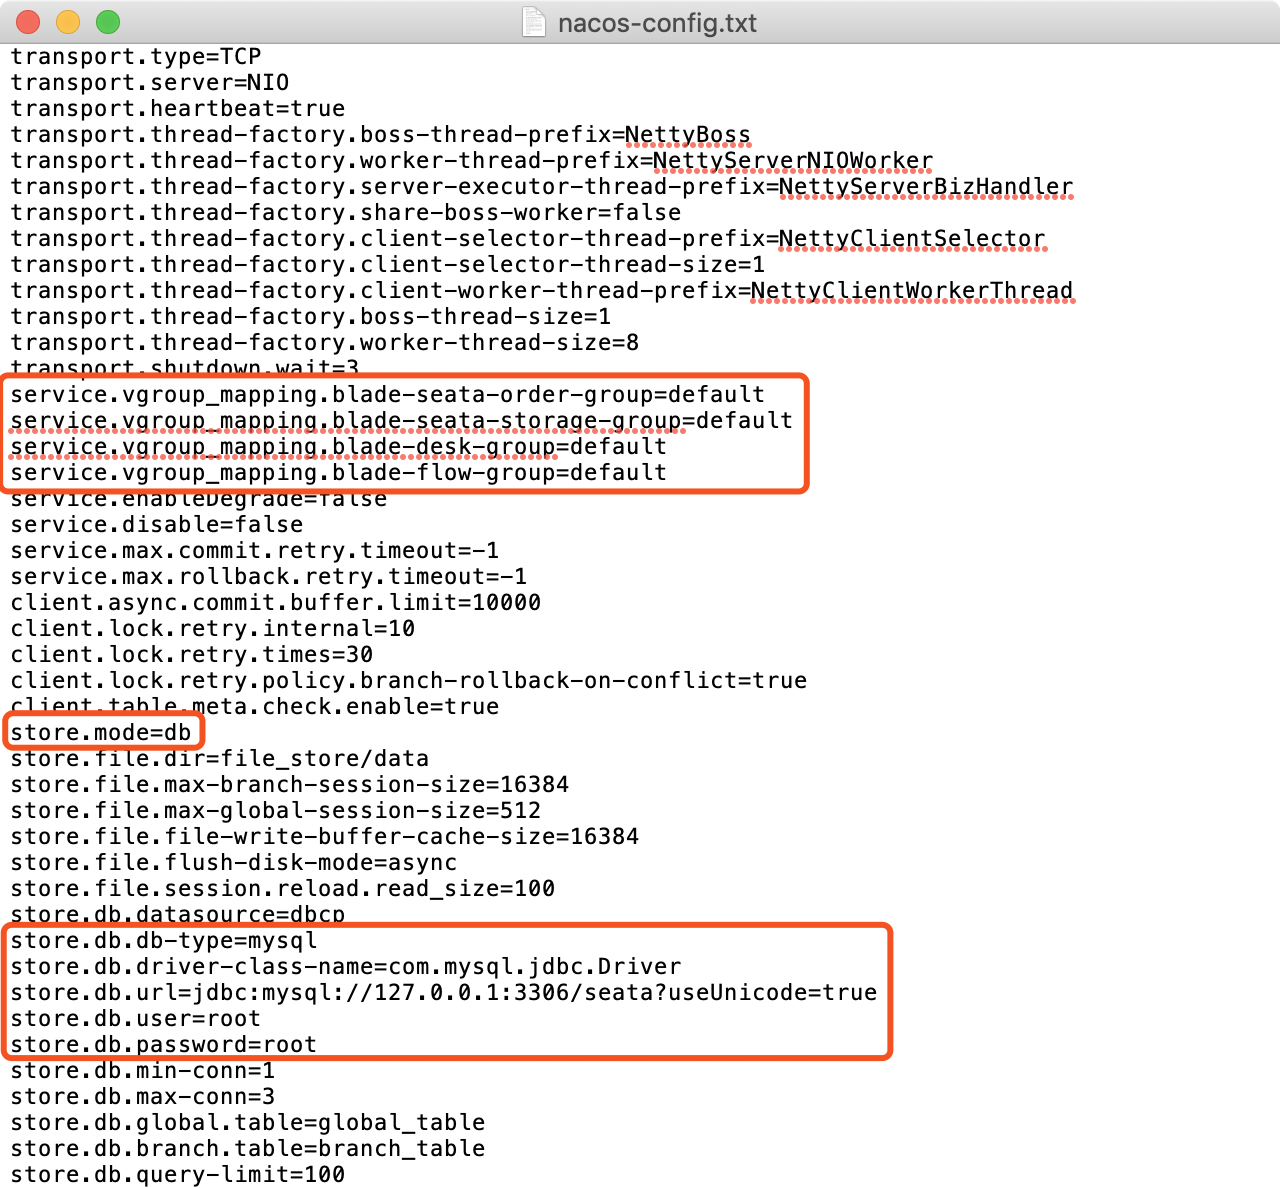 nacos-config.txt
transport.type=TCP
transport.server=NIO
transport.heartbeat=true
transport.thread-factory.boss-thread-prefix=NettyBoss
transport.thread-factory.worker-thread-prefix=NettyServerNIOWorker
transport.thread-factory.server-executor-thread-prefix=NettyServerBizHandler
transport.thread-factory.share-boss-worker=false
transport.thread-factory.client-selector-thread-prefix=NettyClientSelector
transport.thread-factory.client-selector-thread-size=1
transport.thread-factory.client-worker-thread-prefix=NettyClientWorkerThread
transport.thread-factory.boss-thread-size=1
transport.thread-factory.worker-thread-size=8
transport.shutdown.wait=3
service.vgroup_mapping.blade-seata-order-group=default
service.vgroup_mapping.blade-seata-storage-group=default
service.vgroup_mapping.blade-desk-group=default
service.vgroup_mapping.blade-flow-group=default
service.enableDegrade=false
service.disable=false
service.max.commit.retry.timeout=-1
service.max.rollback.retry.timeout=-1
client.async.commit.buffer.limit=10000
client.lock.retry.internal=10
client.lock.retry.times=30
client.lock.retry.policy.branch-rollback-on-conflict=true
client.table.meta.check.enable=true
store.mode=db
store.file.dir=file_store/data
store.file.max-branch-session-size=16384
store.file.max-global-session-size=512
store.file.file-write-buffer-cache-size=16384
store.file.flush-disk-mode=async
store.file.session.reload.read_size=100
store.db.datasource=dbcp
store.db.db-type=mysql
store.db.driver-class-name=com.mysql.jdbc.Driver
store.db.url=jdbc:mysql://127.0.0.1:3306/seata?useUnicode=true
store.db.user=root
store.db.password=root
store.db.min-conn=1
store.db.max-conn=3
store.db.global.table=global_table
store.db.branch.table=branch_table
store.db.query-limit=100